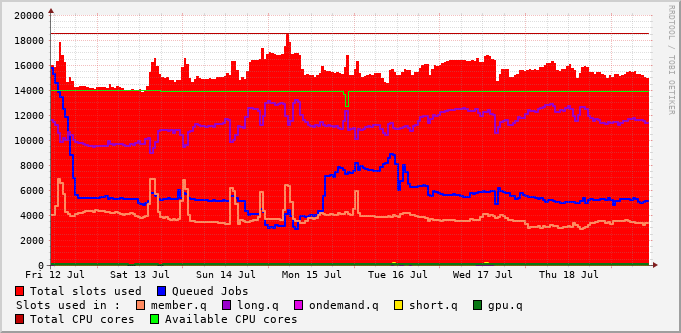 RRDTOOL / TOBI OETIKER
20000
18000
16000
14000
12000
10000
8000
6000
4000
2000
0
Fri 12 Jul Sat 13 Jul Sun 14 Jul Mon 15 Jul Tue 16 Jul Wed 17 Jul Thu 18 Jul
Total slots used Queued Jobs
Slots used in : member.q long.q ondemand.q short.q gpu.q
Total CPU cores Available CPU cores